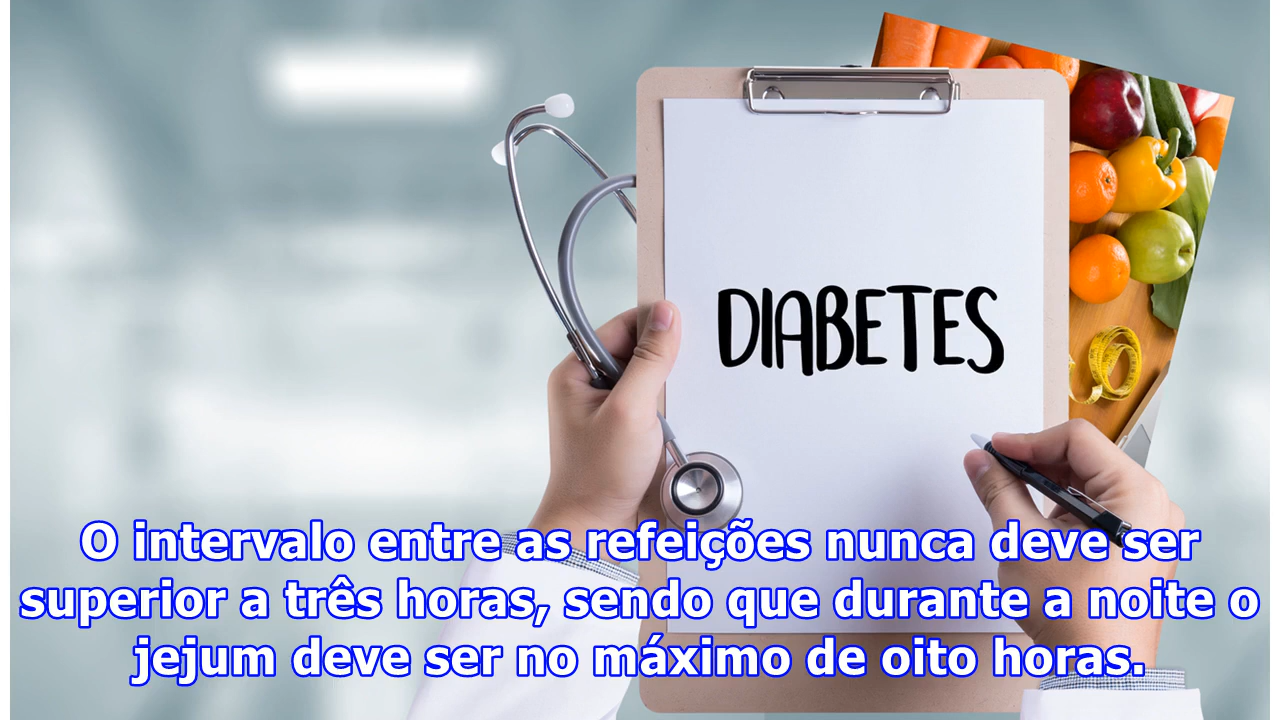 DIABETES
O intervalo entre as refeições nunca deve ser
superior a três horas, sendo que durante a noite o
jejum deve ser no máximo de oito horas.